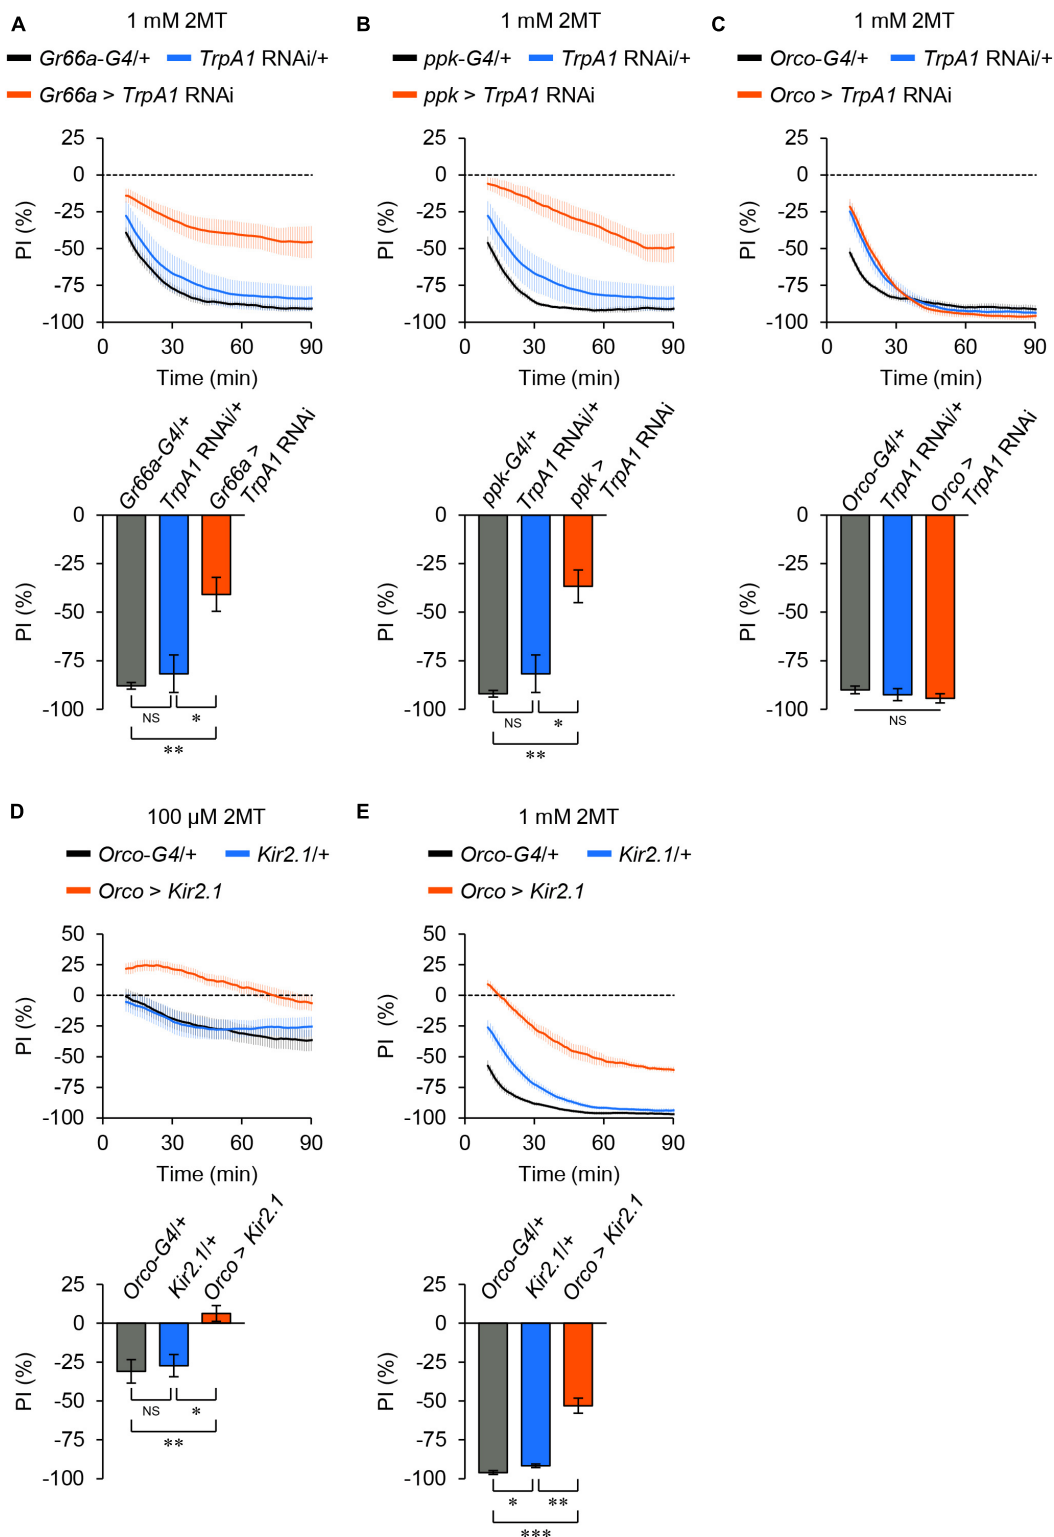 A
1 mM 2MT
Gr66a-G4/+
TrpA1 RNAi/+
Gr66a > TrpA1 RNAi
25
0
-25
-50
-75
-100
PI (%)
0
30
60
90
Time (min)
Gr66a-G4/+
TrpA1 RNAi/+
Gr66a >
TrpA1 RNAi
0
-25
-50
-75
-100
PI (%)
NS
*
**
B
1 mM 2MT
ppk-G4/+
TrpA1 RNAi/+
ppk > TrpA1 RNAi
25
0
-25
-50
-75
-100
PI (%)
0
30
60
90
Time (min)
ppk-G4/+
TrpA1 RNAi/+
ppk >
TrpA1 RNAi
0
-25
-50
-75
-100
PI (%)
NS
*
**
C
1 mM 2MT
Orco-G4/+
TrpA1 RNAi/+
Orco > TrpA1 RNAi
25
0
-25
-50
-75
-100
PI (%)
0
30
60
90
Time (min)
Orco-G4/+
TrpA1 RNAi/+
Orco >
TrpA1 RNAi
0
-25
-50
-75
-100
PI (%)
NS
D
100 µM 2MT
Orco-G4/+
Kir2.1/+
Orco > Kir2.1
50
25
0
-25
-50
-75
-100
PI (%)
0
30
60
90
Time (min)
Orco-G4/+
Kir2.1/+
Orco > Kir2.1
25
0
-25
-50
-75
-100
PI (%)
NS
*
**
E
1 mM 2MT
Orco-G4/+
Kir2.1/+
Orco > Kir2.1
50
25
0
-25
-50
-75
-100
PI (%)
0
30
60
90
Time (min)
Orco-G4/+
Kir2.1/+
Orco > Kir2.1
25
0
-25
-50
-75
-100
PI (%)
*
**
***